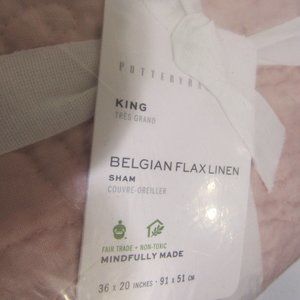 KING
TRÈS GRAND
BELGIAN FLAX LINEN
SHAM
COUVRE-OREILLER
FAIR TRADE • NON-TOXIC
MINDFULLY MADE
36 x 20 INCHES • 91 x 51 CM